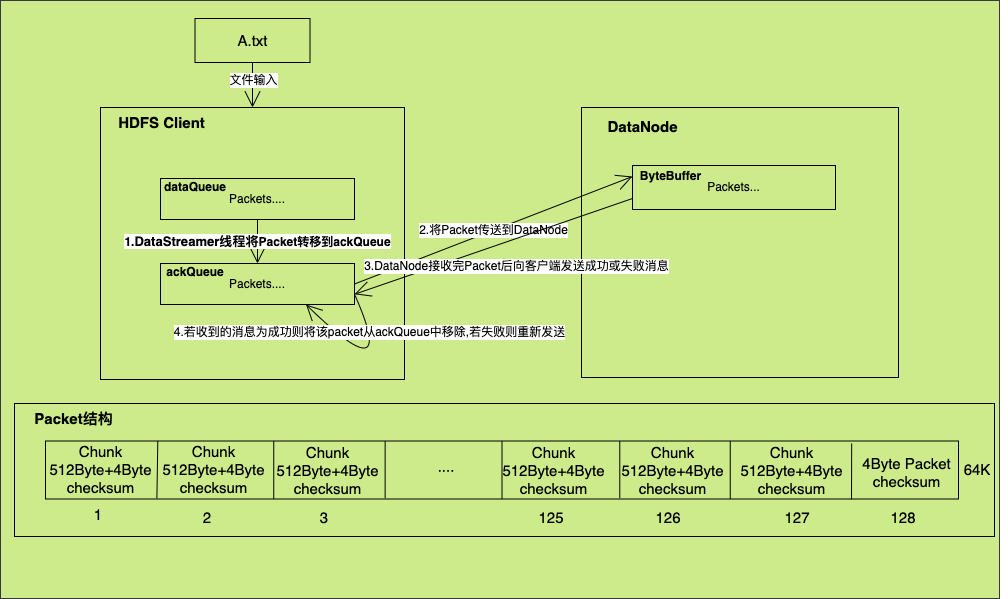 A.txt
文件输入
HDFS Client
DataNode
dataQueue
Packets....
ByteBuffer
Packets...
1.DataStreamer线程将Packet转移到ackQueue
2.将Packet传送到DataNode
ackQueue
Packets....
3.DataNode接收完Packet后向客户端发送成功或失败消息
4.若收到的消息为成功则将该packet从ackQueue中移除,若失败则重新发送
Packet结构
Chunk
512Byte+4Byte
checksum
Chunk
512Byte+4Byte
checksum
Chunk
512Byte+4Byte
checksum
....
Chunk
512Byte+4Byte
checksum
Chunk
512Byte+4Byte
checksum
Chunk
512Byte+4Byte
checksum
4Byte Packet
checksum
64K
1
2
3
125
126
127
128